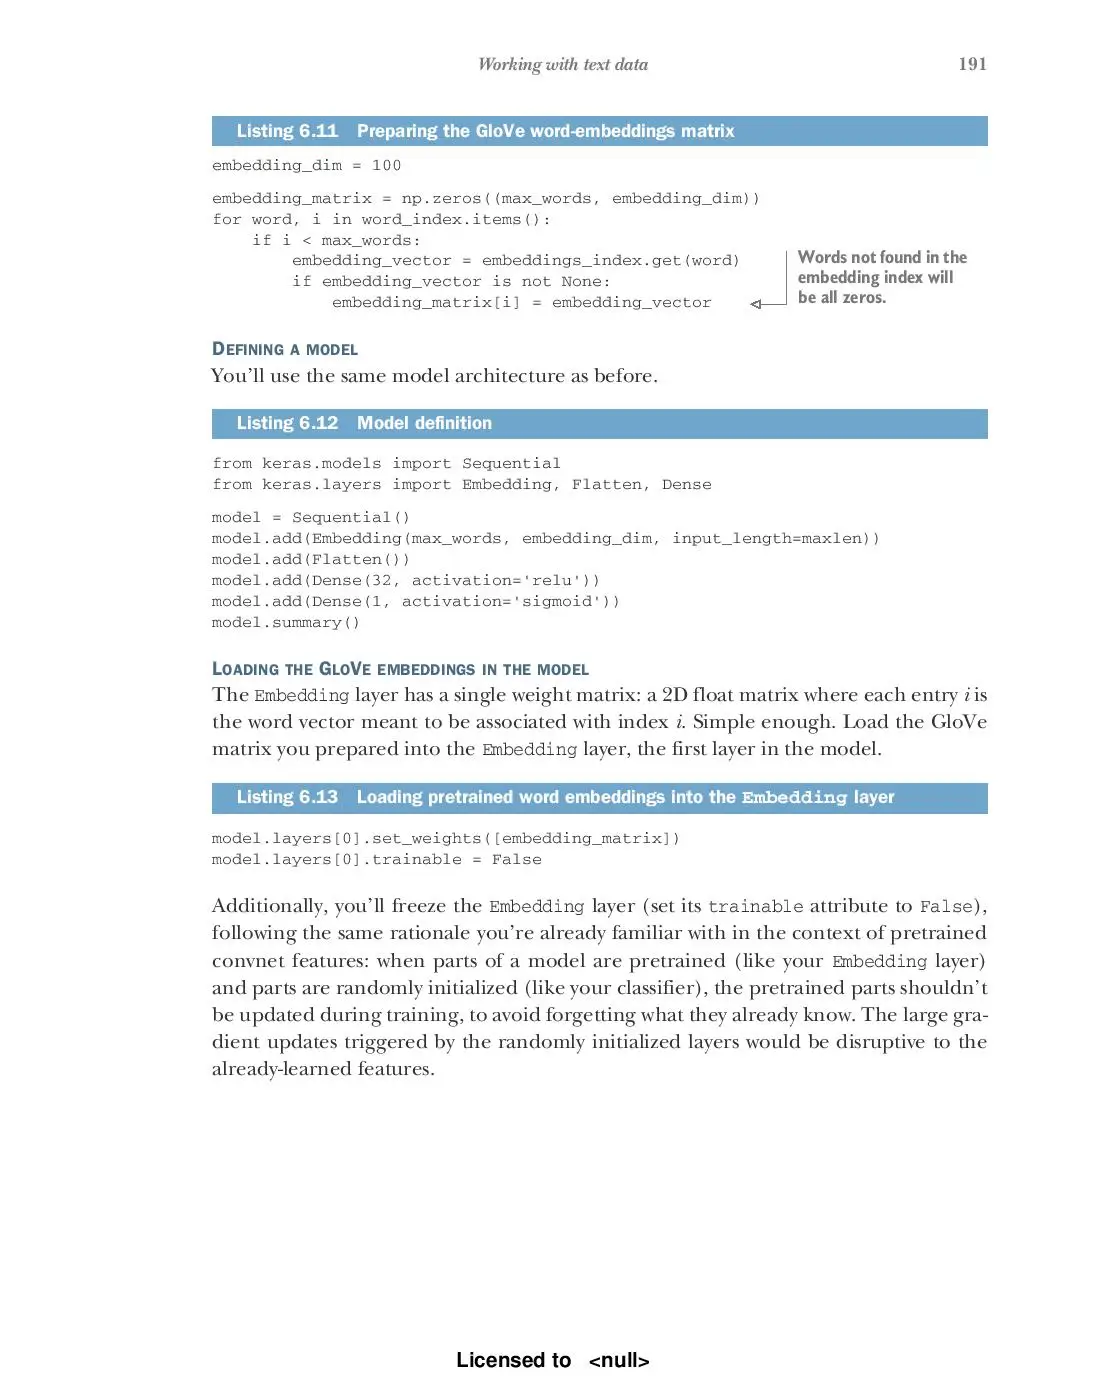 Working with text data 191
Listing 6.11 Preparing the GloVe word-embeddings matrix
embedding_dim = 100
embedding_matrix = np.zeros((max_words, embedding_dim))
for word, i in word_index.items():
    if i < max_words:
        embedding_vector = embeddings_index.get(word)
        if embedding_vector is not None:
            embedding_matrix[i] = embedding_vector
Words not found in the
embedding index will
be all zeros.
DEFINING A MODEL
You’ll use the same model architecture as before.
Listing 6.12 Model definition
from keras.models import Sequential
from keras.layers import Embedding, Flatten, Dense
model = Sequential()
model.add(Embedding(max_words, embedding_dim, input_length=maxlen))
model.add(Flatten())
model.add(Dense(32, activation='relu'))
model.add(Dense(1, activation='sigmoid'))
model.summary()
LOADING THE GLOVE EMBEDDINGS IN THE MODEL
The Embedding layer has a single weight matrix: a 2D float matrix where each entry i is
the word vector meant to be associated with index i. Simple enough. Load the GloVe
matrix you prepared into the Embedding layer, the first layer in the model.
Listing 6.13 Loading pretrained word embeddings into the Embedding layer
model.layers[0].set_weights([embedding_matrix])
model.layers[0].trainable = False
Additionally, you’ll freeze the Embedding layer (set its trainable attribute to False),
following the same rationale you’re already familiar with in the context of pretrained
convnet features: when parts of a model are pretrained (like your Embedding layer)
and parts are randomly initialized (like your classifier), the pretrained parts shouldn’t
be updated during training, to avoid forgetting what they already know. The large gra-
dient updates triggered by the randomly initialized layers would be disruptive to the
already-learned features.
Licensed to <null>